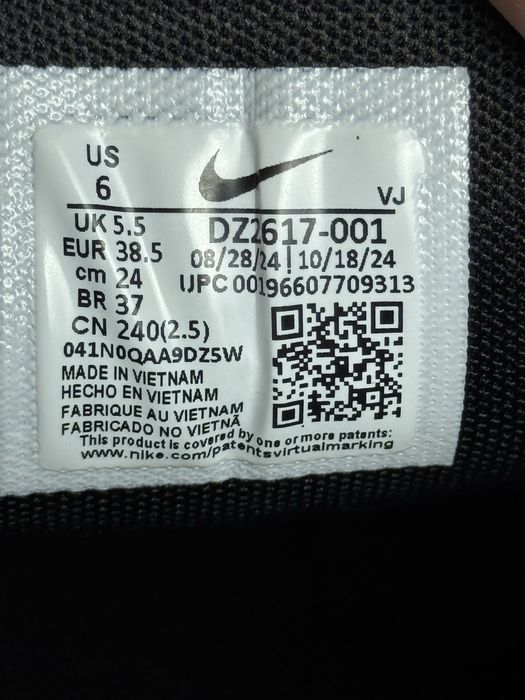 US
6
VJ
UK 5.5
EUR 38.5
cm 24
BR 37
CN 240(2.5)
DZ2617-001
08/28/24 | 10/18/24
UPC 00196607709313
041N0QAA9DZ5W
MADE IN VIETNAM
HECHO EN VIETNAM
FABRIQUE AU VIETNAM
FABRICADO NO VIETNÃ
This product is covered by one or more patents:
www.nike.com/patentsvirtualmarking